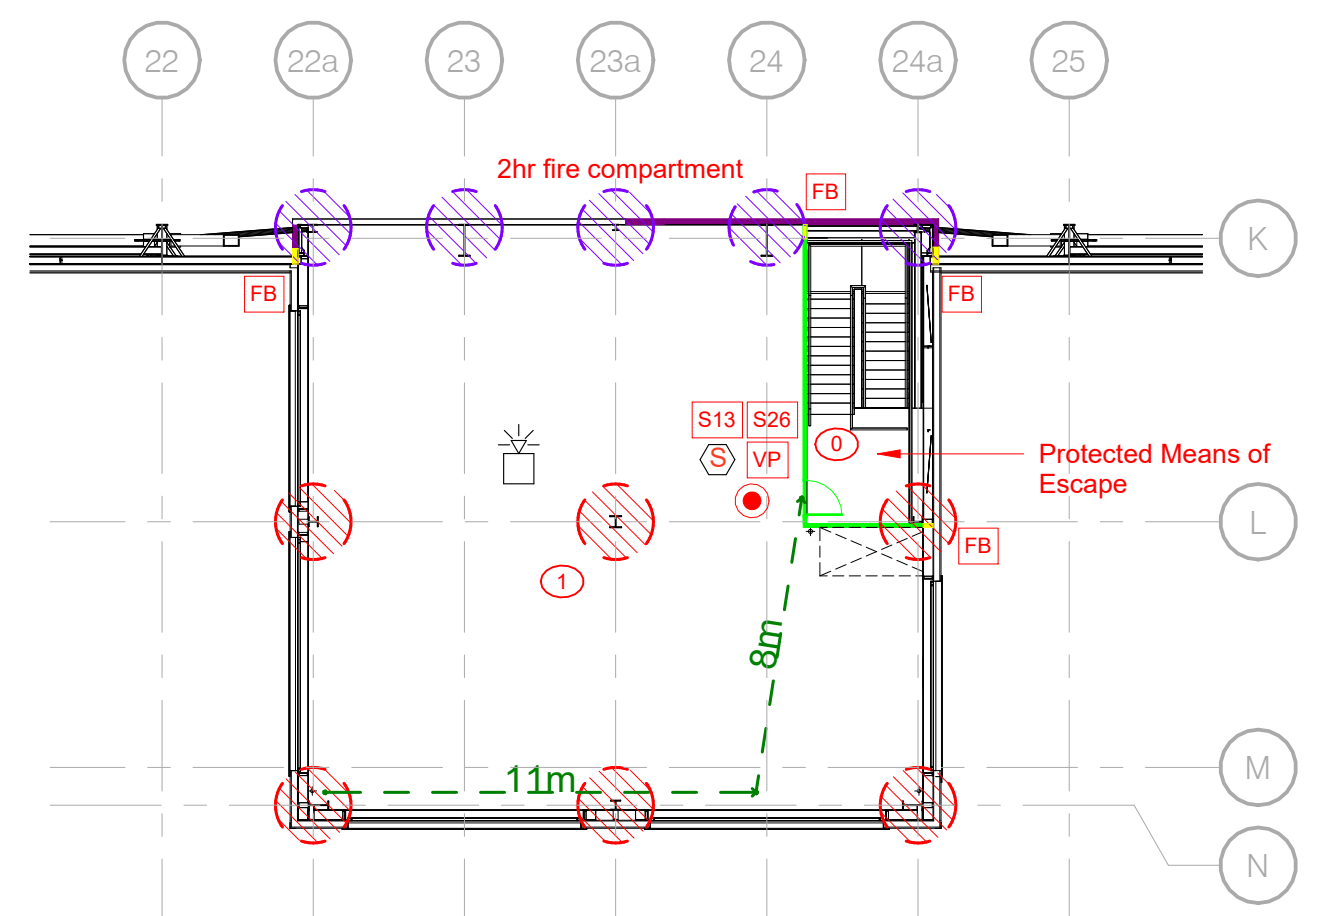 22 22a 23 23a 24 24a 25
2hr fire compartment
FB
K
FB
FB
S13 S26
0
S VP
Protected Means of
Escape
L
FB
1
8m
11m
M
N